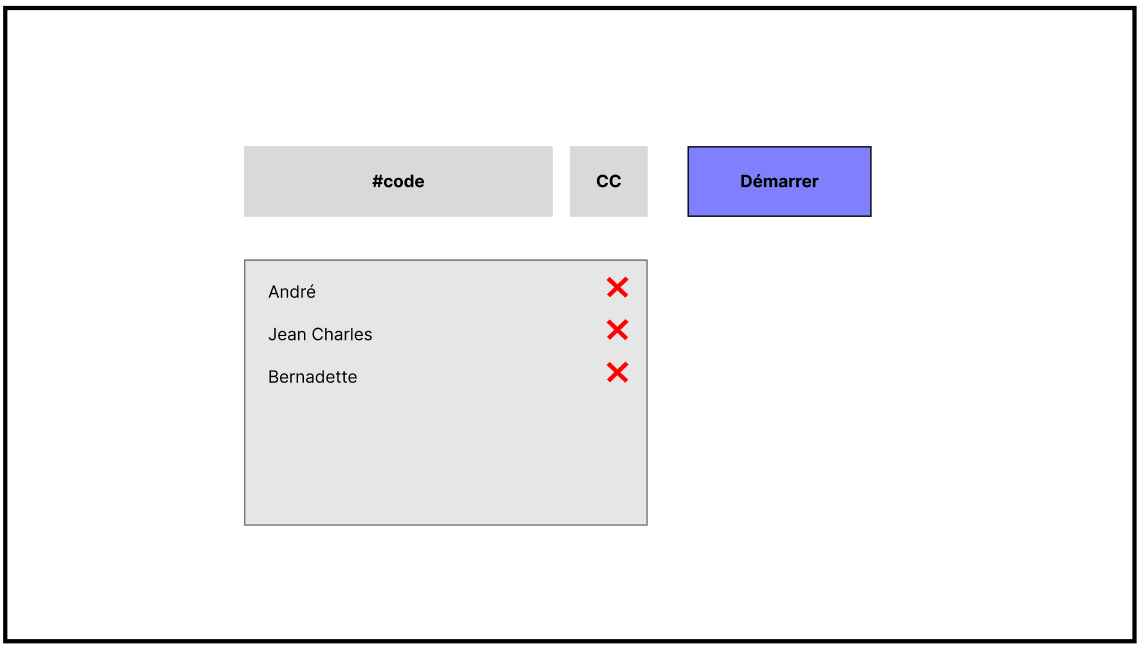 #code
CC
Démarrer
André
Jean Charles
Bernadette